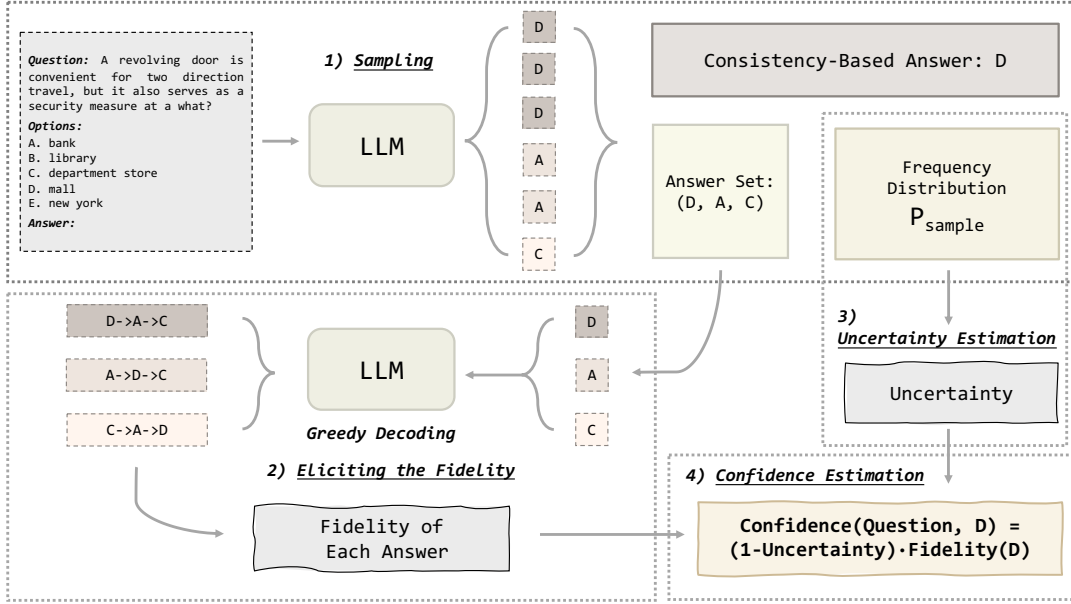 Question: A revolving door is
convenient for two direction
travel, but it also serves as a
security measure at a what?
Options:
A. bank
B. library
C. department store
D. mall
E. new york
Answer:
1) Sampling
LLM
D
D
D
A
A
C
Consistency-Based Answer: D
Answer Set:
(D, A, C)
Frequency
Distribution
Psample
D->A->C
A->D->C
C->A->D
LLM
Greedy Decoding
D
A
C
2) Eliciting the Fidelity
Fidelity of
Each Answer
3)
Uncertainty Estimation
Uncertainty
4) Confidence Estimation
Confidence(Question, D) =
(1-Uncertainty)·Fidelity(D)